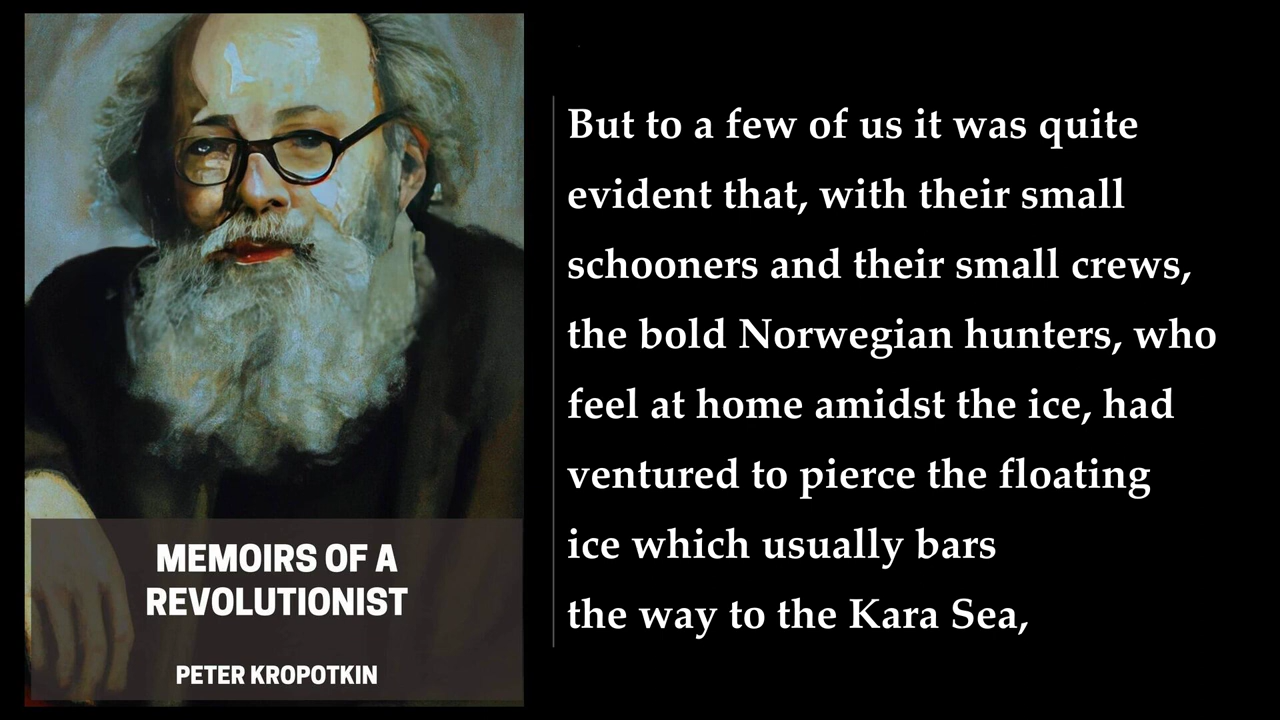 MEMOIRS OF A
REVOLUTIONIST
PETER KROPOTKIN
But to a few of us it was quite
evident that, with their small
schooners and their small crews,
the bold Norwegian hunters, who
feel at home amidst the ice, had
ventured to pierce the floating
ice which usually bars
the way to the Kara Sea,